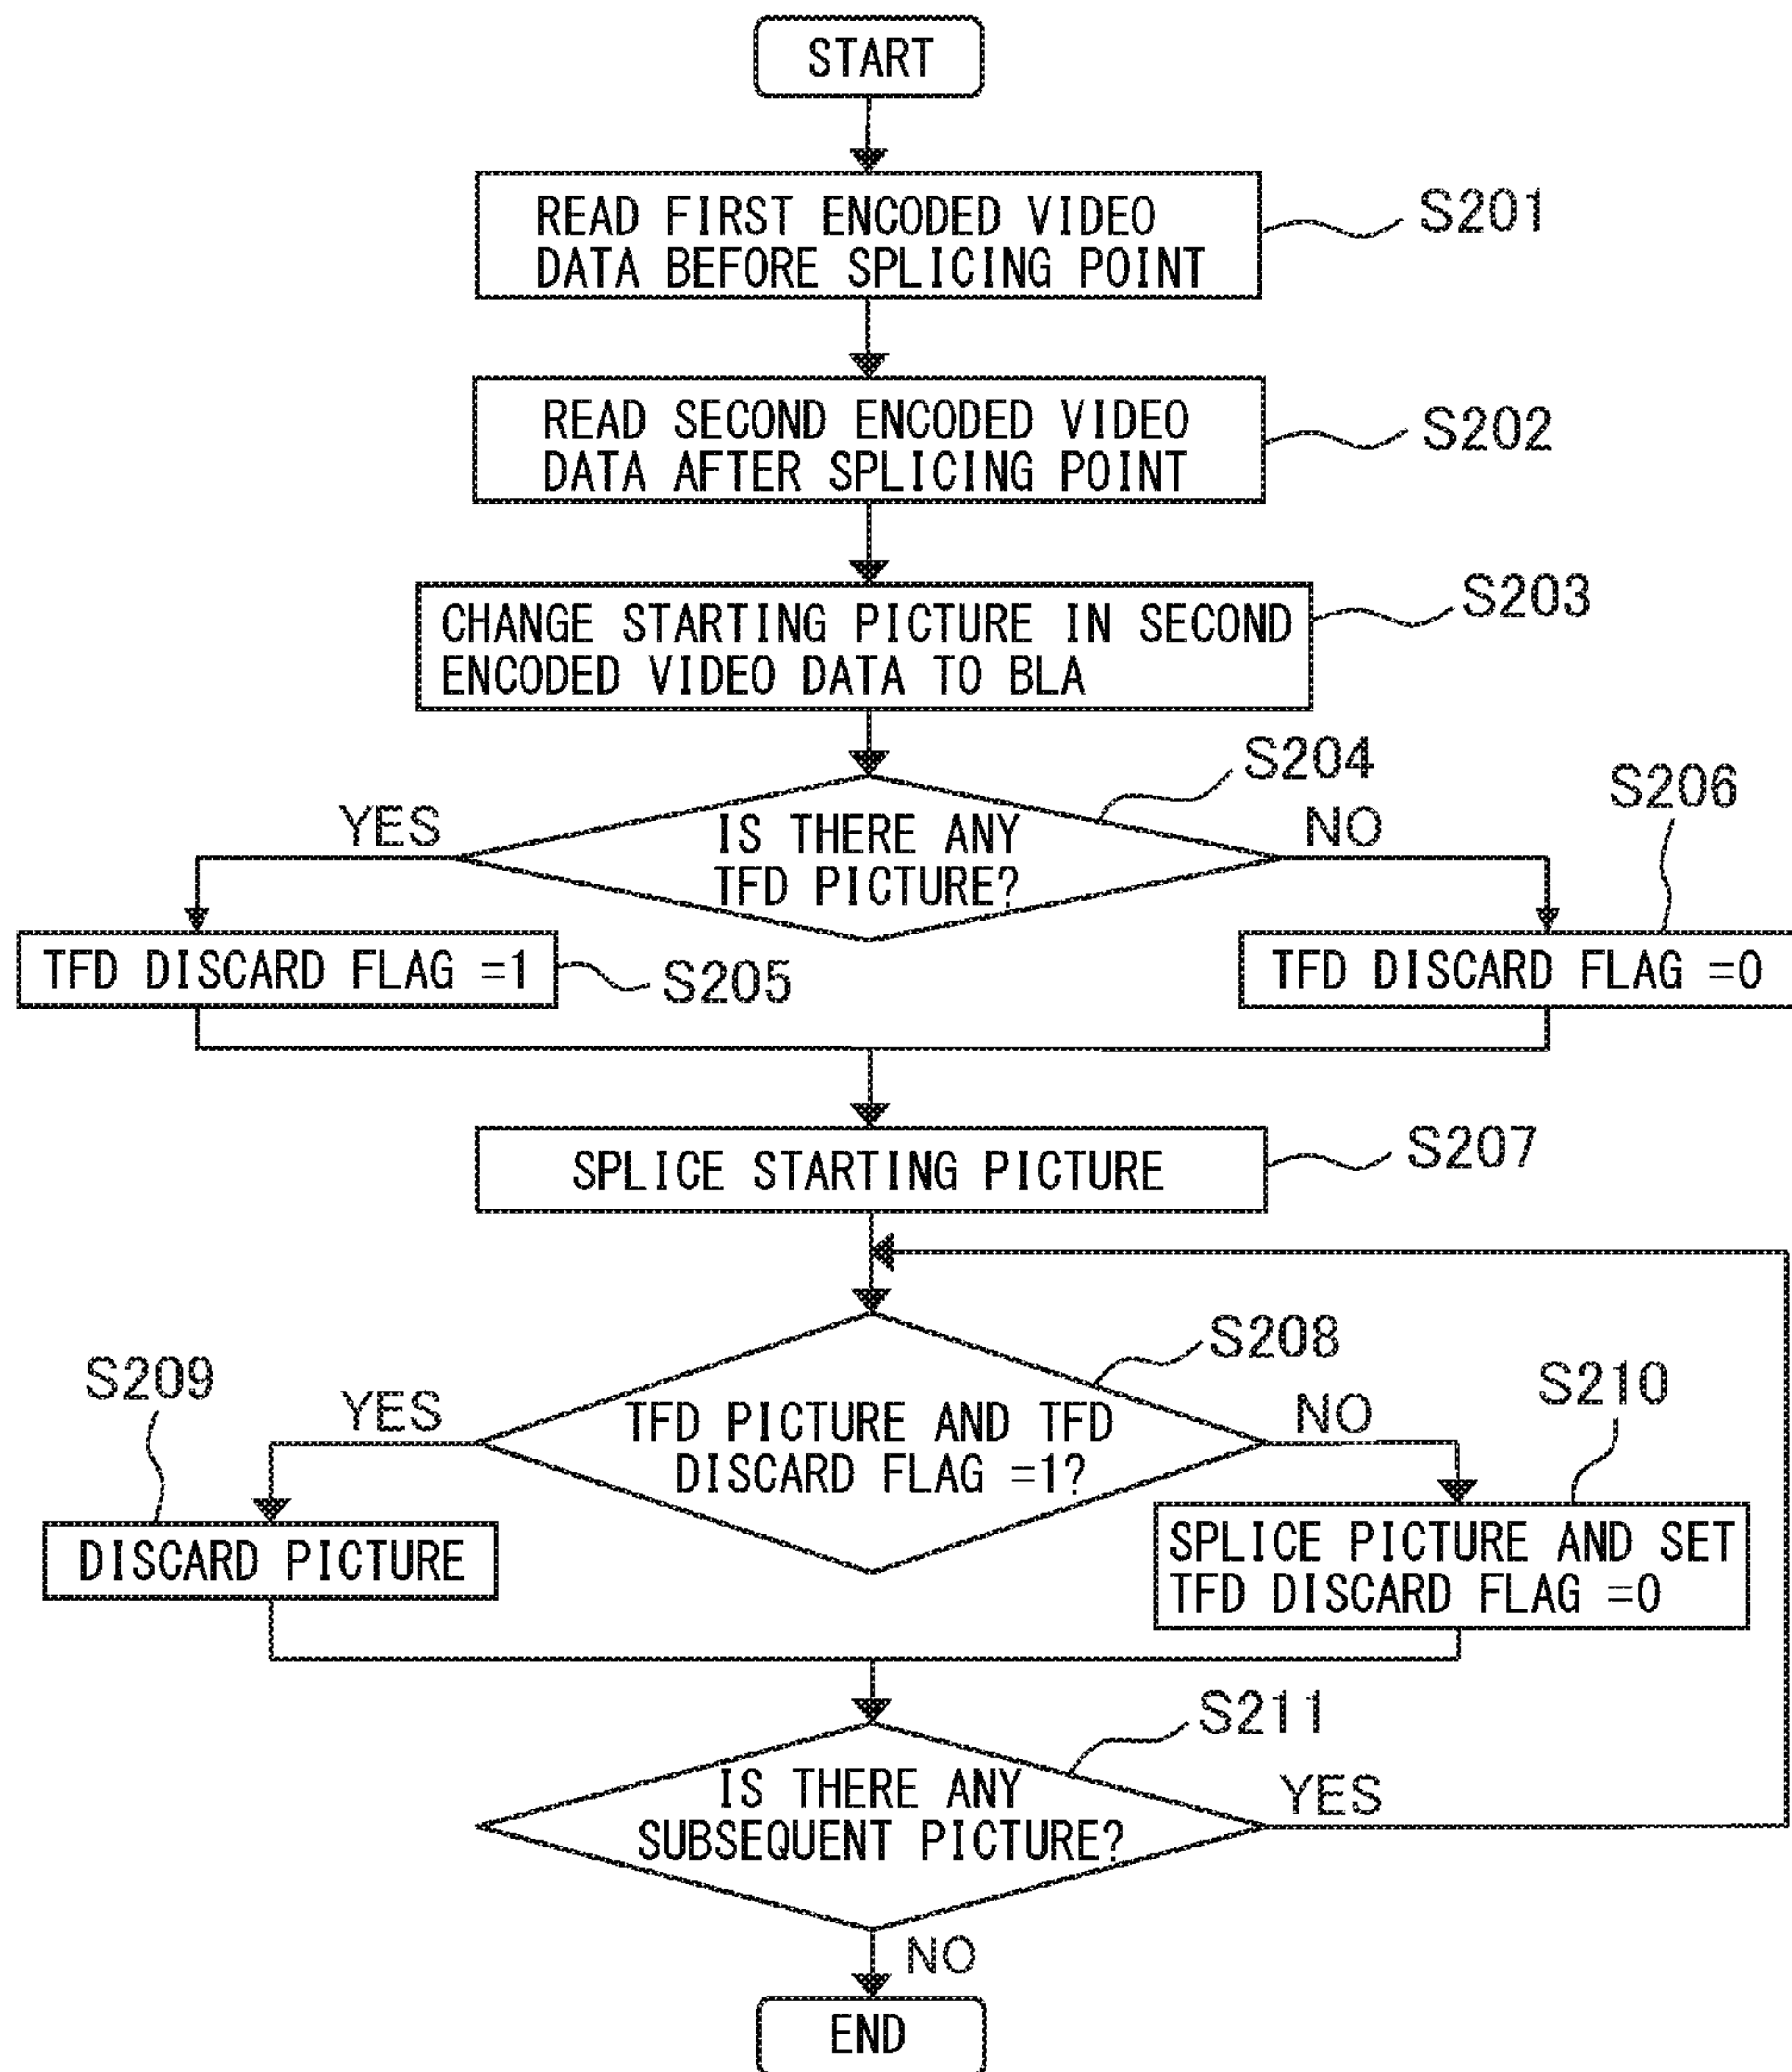 START
READ FIRST ENCODED VIDEO
DATA BEFORE SPLICING POINT
S201
READ SECOND ENCODED VIDEO
DATA AFTER SPLICING POINT
S202
CHANGE STARTING PICTURE IN SECOND
ENCODED VIDEO DATA TO BLA
S203
S204
IS THERE ANY
TFD PICTURE?
YES
NO
S206
TFD DISCARD FLAG =1
S205
TFD DISCARD FLAG =0
SPLICE STARTING PICTURE
S207
S208
TFD PICTURE AND TFD
DISCARD FLAG =1?
YES
NO
S209
DISCARD PICTURE
S210
SPLICE PICTURE AND SET
TFD DISCARD FLAG =0
S211
IS THERE ANY
SUBSEQUENT PICTURE?
YES
NO
END